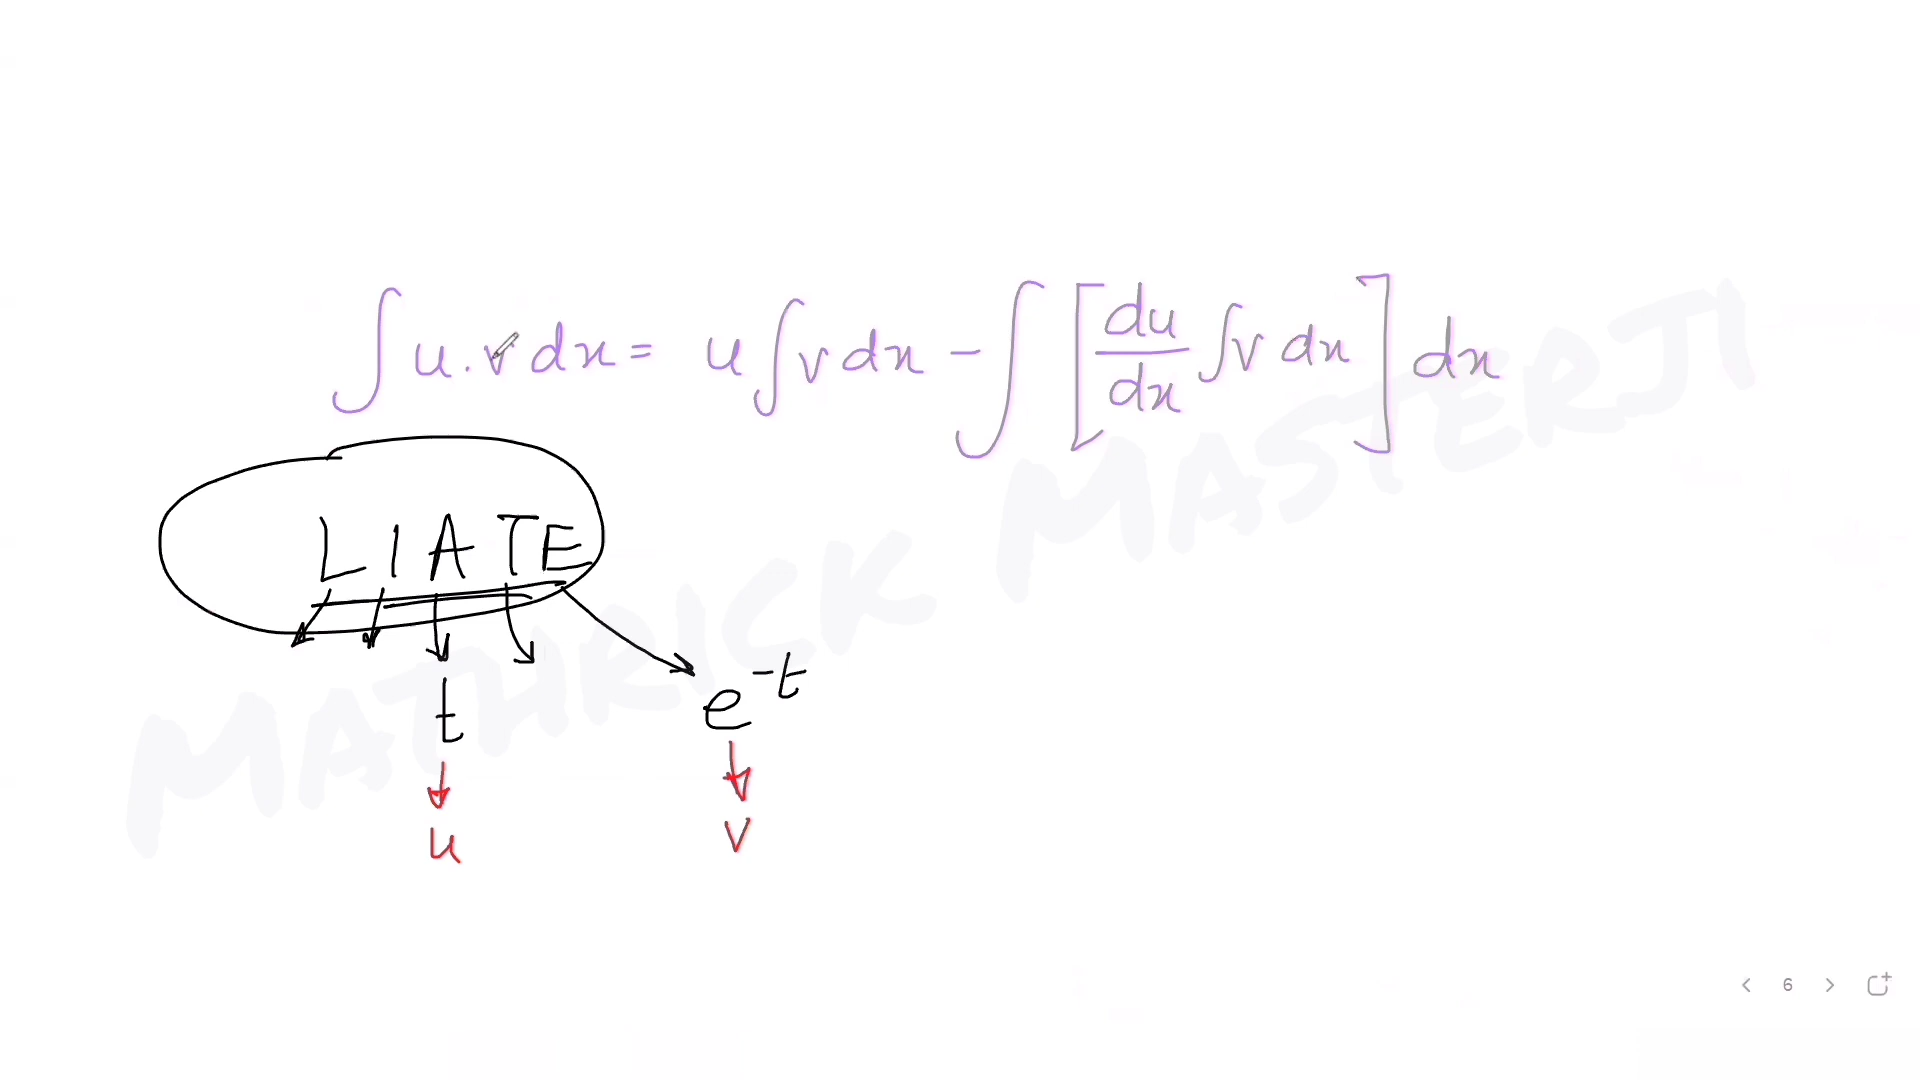 ∫ u.v dx = u ∫ v dx − ∫ [ du/dx ∫ v dx ] dx
LIATE
t e^-t
u v
MATHRICK MASTERJI
< 6 >